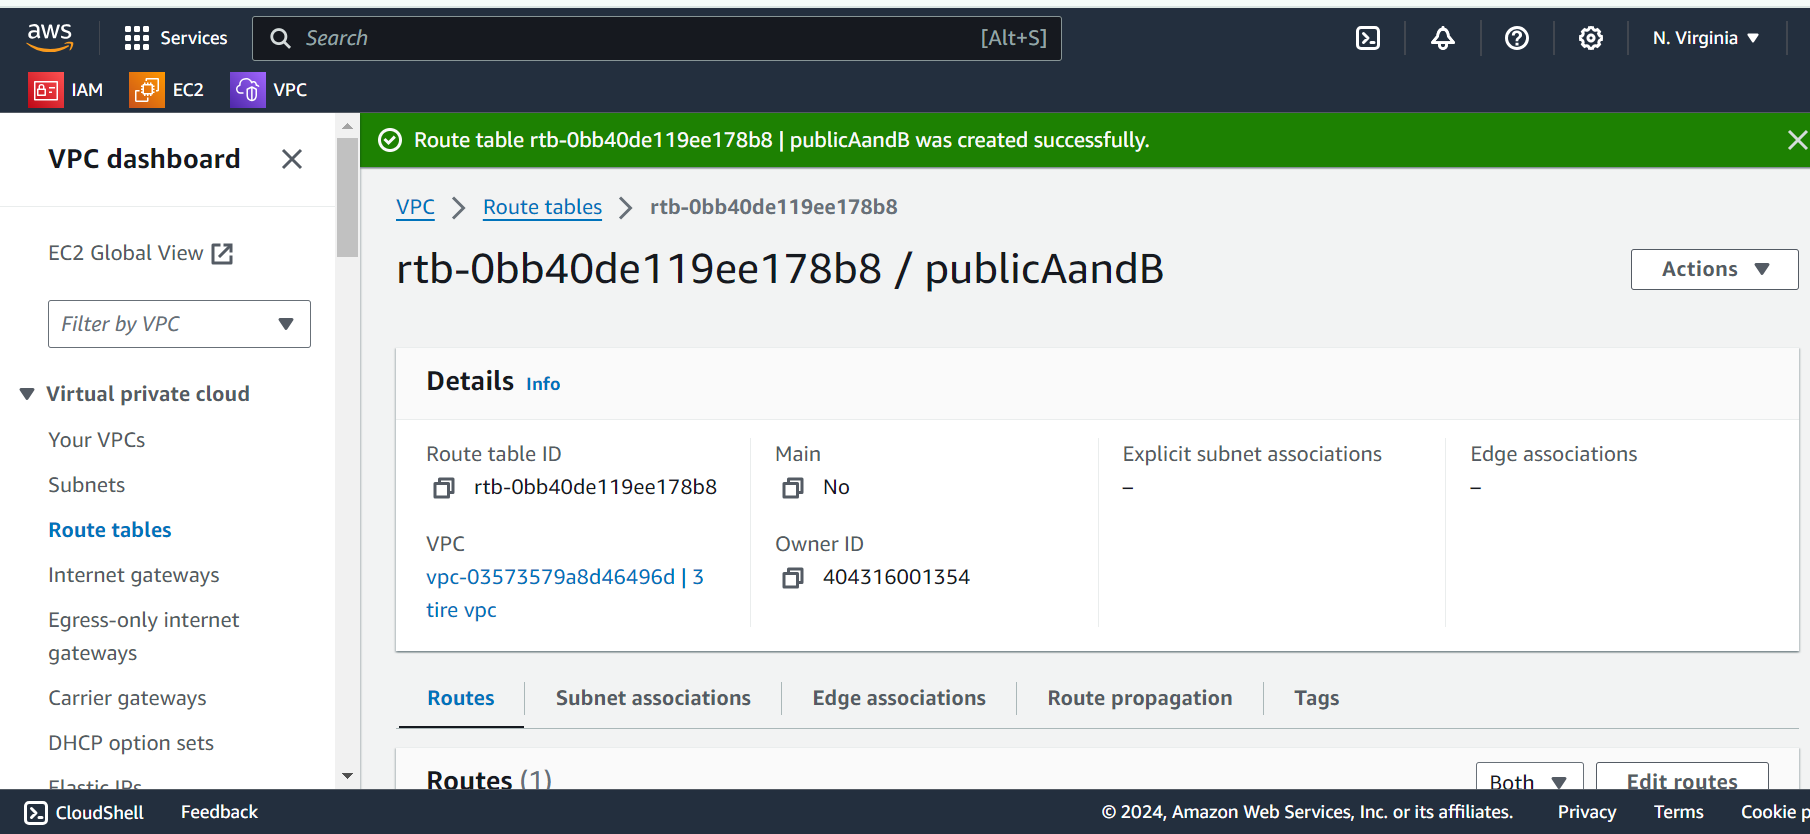 aws
Services
Search
[Alt+S]
N. Virginia
IAM
EC2
VPC
VPC dashboard
EC2 Global View
Filter by VPC
Virtual private cloud
Your VPCs
Subnets
Route tables
Internet gateways
Egress-only internet
gateways
Carrier gateways
DHCP option sets
Elastic IPs
Route table rtb-0bb40de119ee178b8 | publicAandB was created successfully.
VPC
Route tables
rtb-0bb40de119ee178b8
rtb-0bb40de119ee178b8 / publicAandB
Actions
Details Info
Route table ID
rtb-0bb40de119ee178b8
Main
No
Explicit subnet associations
–
Edge associations
–
VPC
vpc-03573579a8d46496d | 3
tire vpc
Owner ID
404316001354
Routes
Subnet associations
Edge associations
Route propagation
Tags
Routes (1)
Both
Edit routes
CloudShell
Feedback
© 2024, Amazon Web Services, Inc. or its affiliates.
Privacy
Terms
Cookie p